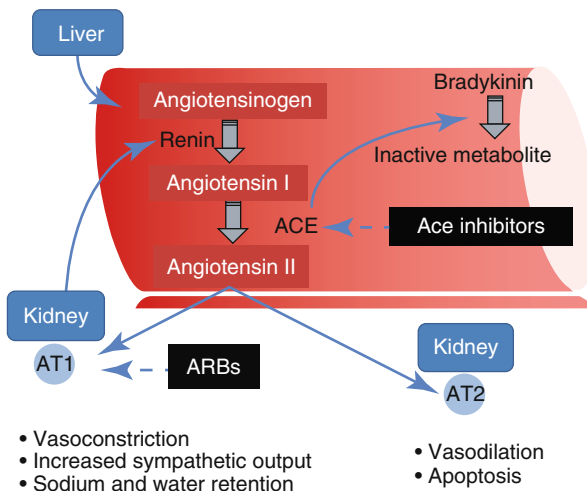 Liver
Angiotensinogen
Renin
Angiotensin I
ACE
Angiotensin II
Bradykinin
Inactive metabolite
Ace inhibitors
Kidney
AT1
ARBs
Kidney
AT2
• Vasoconstriction
• Increased sympathetic output
• Sodium and water retention
• Vasodilation
• Apoptosis